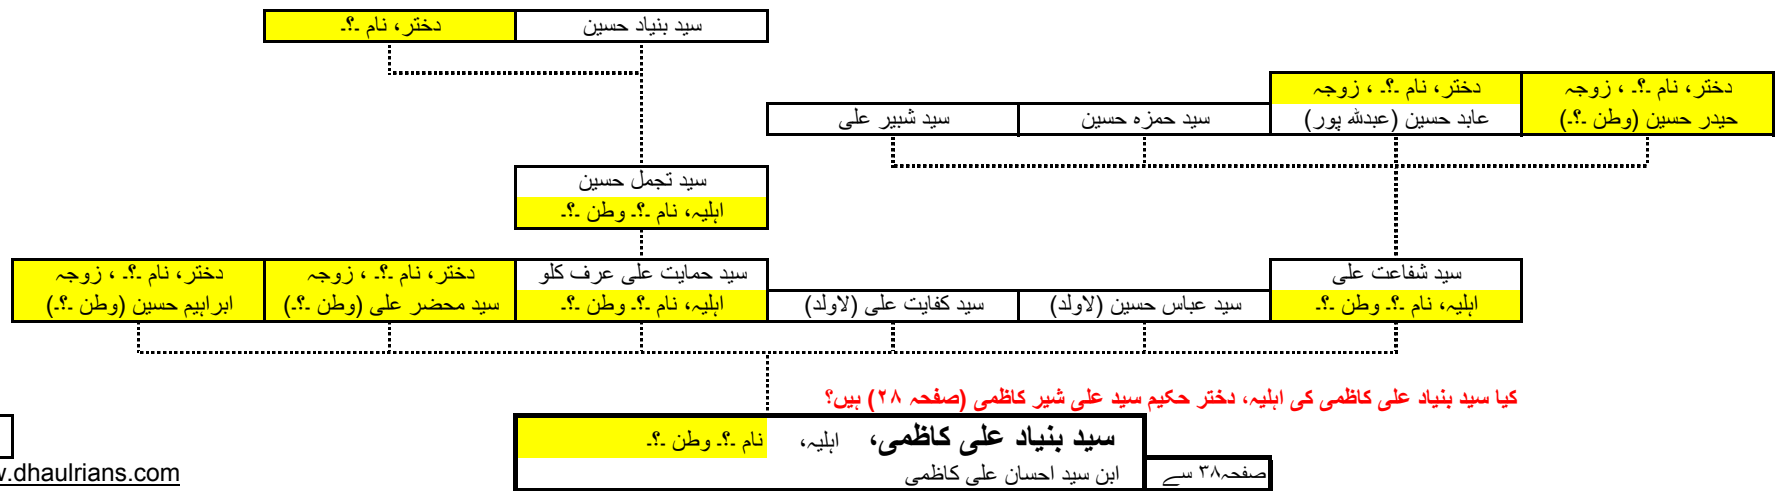 سید بنیاد حسین
دختر، نام ؟۔
دختر، نام ؟۔ ، زوجہ
حیدر حسین (وطن ؟۔)
دختر، نام ؟۔ ، زوجہ
عابد حسین (عبدللہ پور)
سید حمزہ حسین
سید شبیر علی
سید تجمل حسین
اہلیہ، نام ؟۔ وطن ؟۔
سید شفاعت علی
اہلیہ، نام ؟۔ وطن ؟۔
سید عباس حسین (لاولد)
سید کفایت علی (لاولد)
سید حمایت علی عرف کلو
اہلیہ، نام ؟۔ وطن ؟۔
دختر، نام ؟۔ ، زوجہ
سید محضر علی (وطن ؟۔)
دختر، نام ؟۔ ، زوجہ
ابراہیم حسین (وطن ؟۔)
کیا سید بنیاد علی کاظمی کی اہلیہ، دختر حکیم سید علی شیر کاظمی (صفحہ ۲۸) ہیں؟
سید بنیاد علی کاظمی، اہلیہ، نام ؟۔ وطن ؟۔
ابن سید احسان علی کاظمی
صفحہ۳۸ سے
.dhaulrians.com